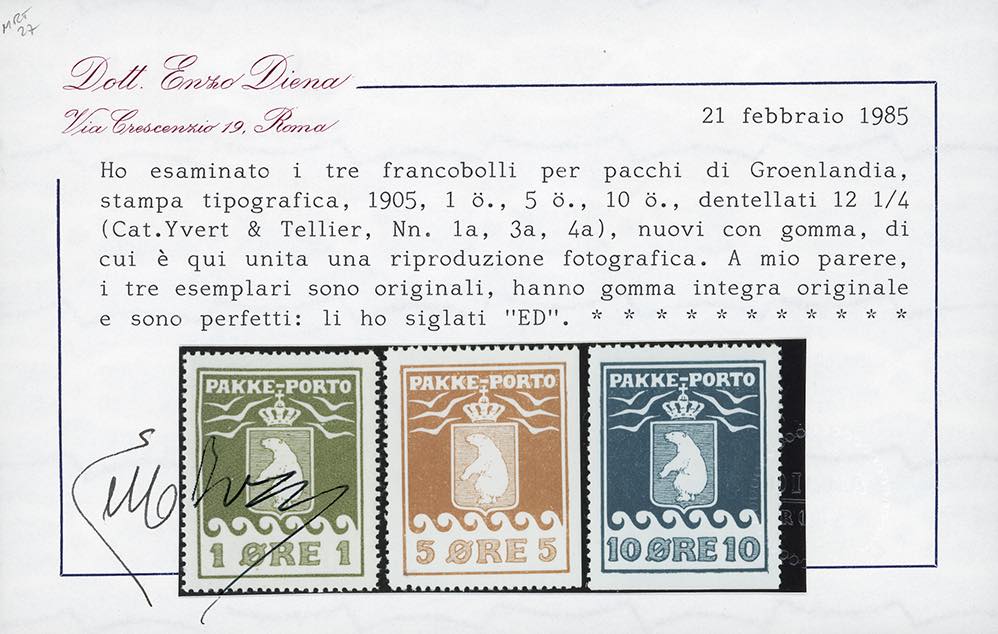 MRT
27
Dott. Enzo Diena
Via Crescenzio 19, Roma
21 febbraio 1985
Ho esaminato i tre francobolli per pacchi di Groenlandia,
stampa tipografica, 1905, 1 ö., 5 ö., 10 ö., dentellati 12 1/4
(Cat.Yvert & Tellier, Nn. 1a, 3a, 4a), nuovi con gomma, di
cui è qui unita una riproduzione fotografica. A mio parere,
i tre esemplari sono originali, hanno gomma integra originale
e sono perfetti: li ho siglati "ED". * * * * * * * * * * *
PAKKE-PORTO PAKKE-PORTO PAKKE-PORTO
1 ØRE 1 5 ØRE 5 10 ØRE 10